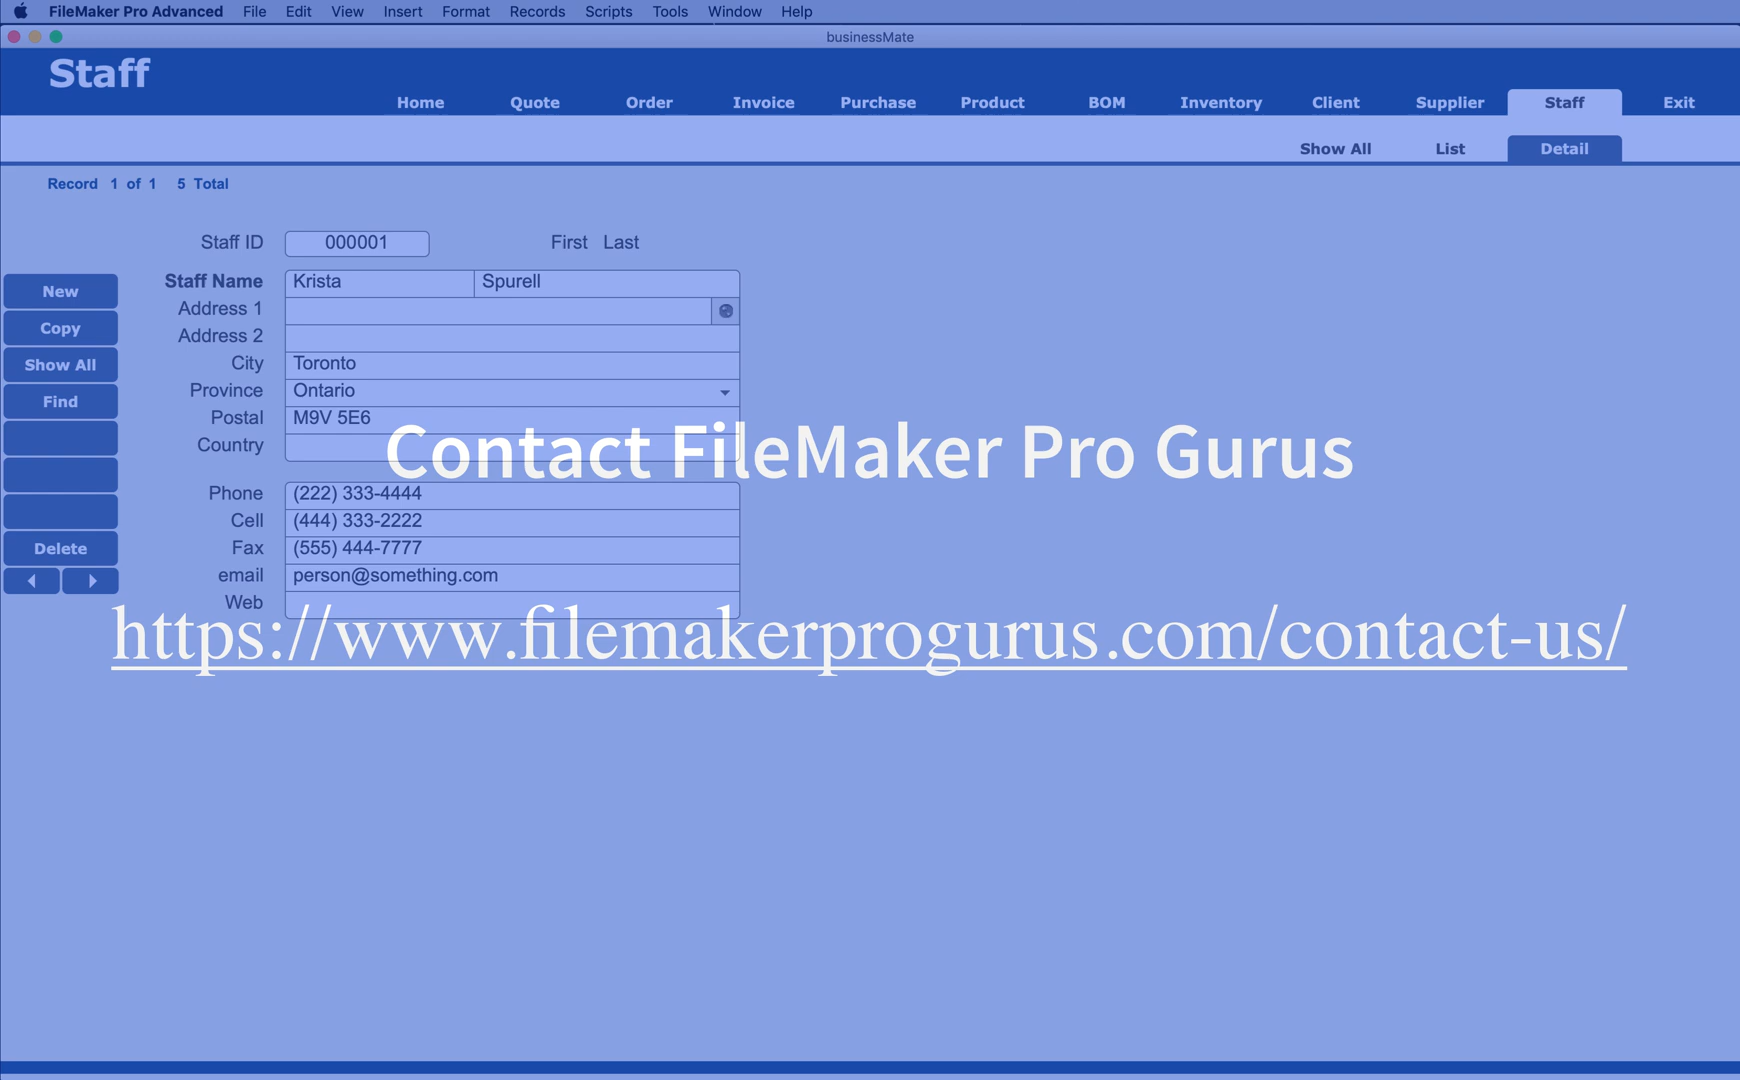 FileMaker Pro Advanced File Edit View Insert Format Records Scripts Tools Window Help
businessMate
Staff
Home Quote Order Invoice Purchase Product BOM Inventory Client Supplier Staff Exit
Show All List Detail
Record 1 of 1 5 Total
Staff ID 000001 First Last
Staff Name Krista Spurell
New
Address 1
Copy
Address 2
City Toronto
Show All
Province Ontario
Find
Postal M9V 5E6
Country
Contact FileMaker Pro Gurus
Phone (222) 333-4444
Cell (444) 333-2222
Fax (555) 444-7777
Delete
email person@something.com
Web
https://www.filemakerprogurus.com/contact-us/